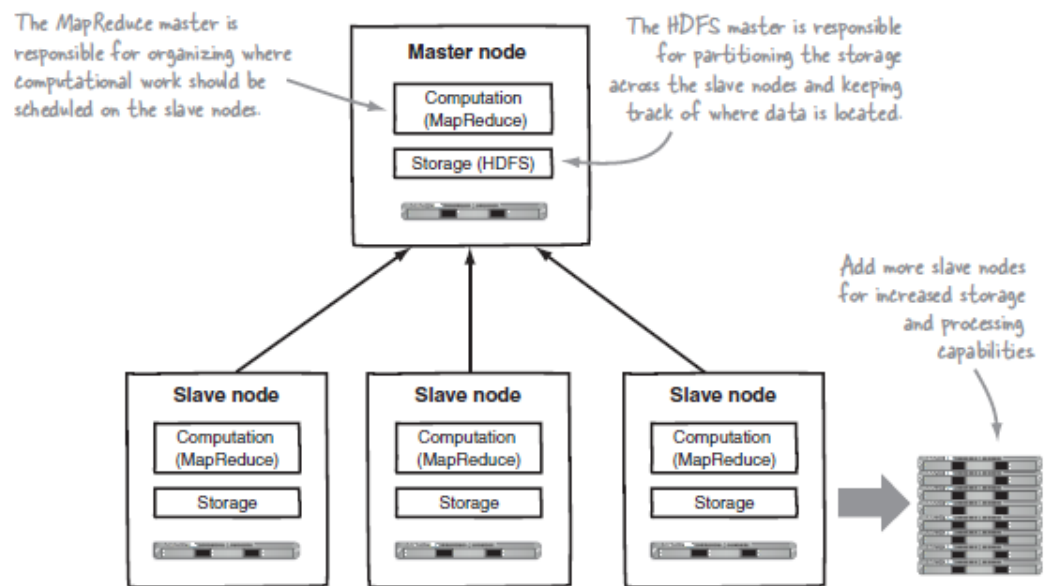 The MapReduce master is
responsible for organizing where
computational work should be
scheduled on the slave nodes.
The HDFS master is responsible
for partitioning the storage
across the slave nodes and keeping
track of where data is located.
Master node
Computation
(MapReduce)
Storage (HDFS)
Add more slave nodes
for increased storage
and processing
capabilities
Slave node
Computation
(MapReduce)
Storage
Slave node
Computation
(MapReduce)
Storage
Slave node
Computation
(MapReduce)
Storage